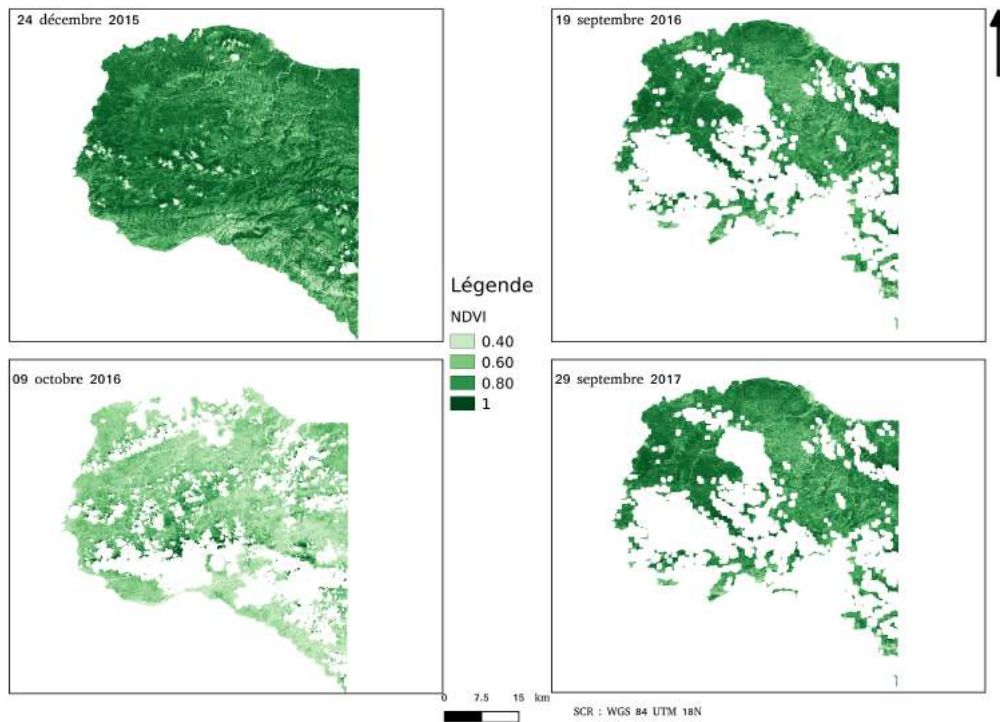 24 décembre 2015
19 septembre 2016
Légende
NDVI
0.40
0.60
0.80
1
09 octobre 2016
29 septembre 2017
0 7.5 15 km
SCR : WGS 84 UTM 18N